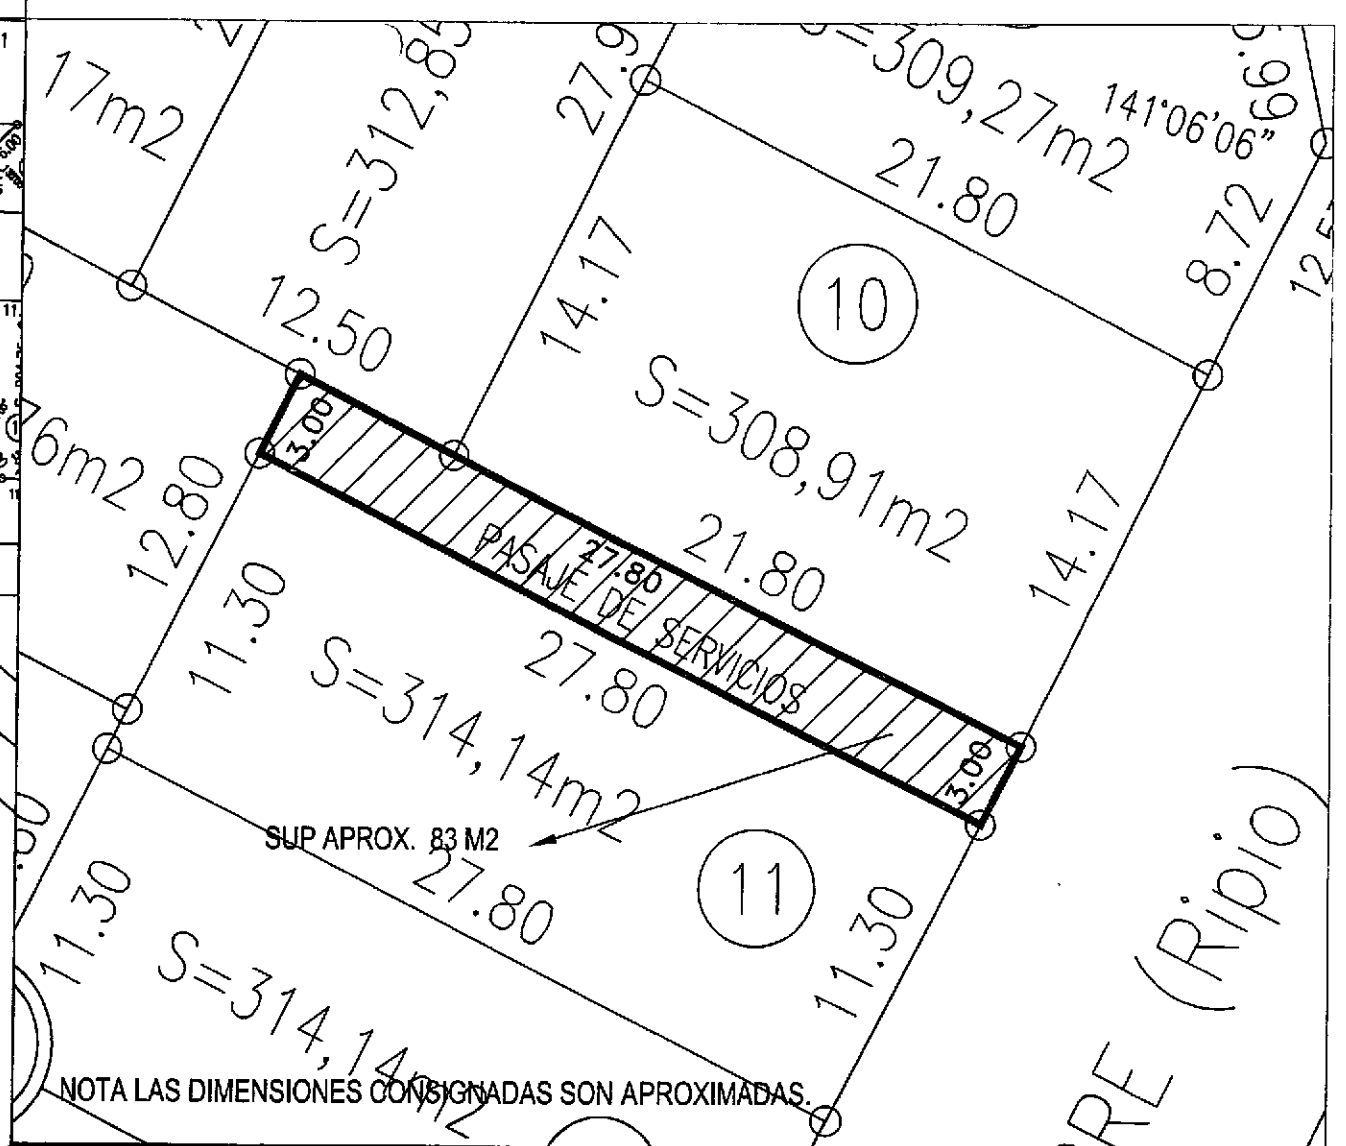 17m2
S=312,85
27.9
S=309,27m2
141°06'06"
66.9
21.80
8.72
14.17
12.50
10
S=308,91m2
3.00
76m2
12.80
21.80
14.17
27.80
PASAJE DE SERVICIOS
11.30
27.80
S=314,14m2
3.00
SUP APROX. 83 M2
27.80
11
11.30
11.30
(Ripio)
S=314,14m2
NOTA LAS DIMENSIONES CONSIGNADAS SON APROXIMADAS.
RE